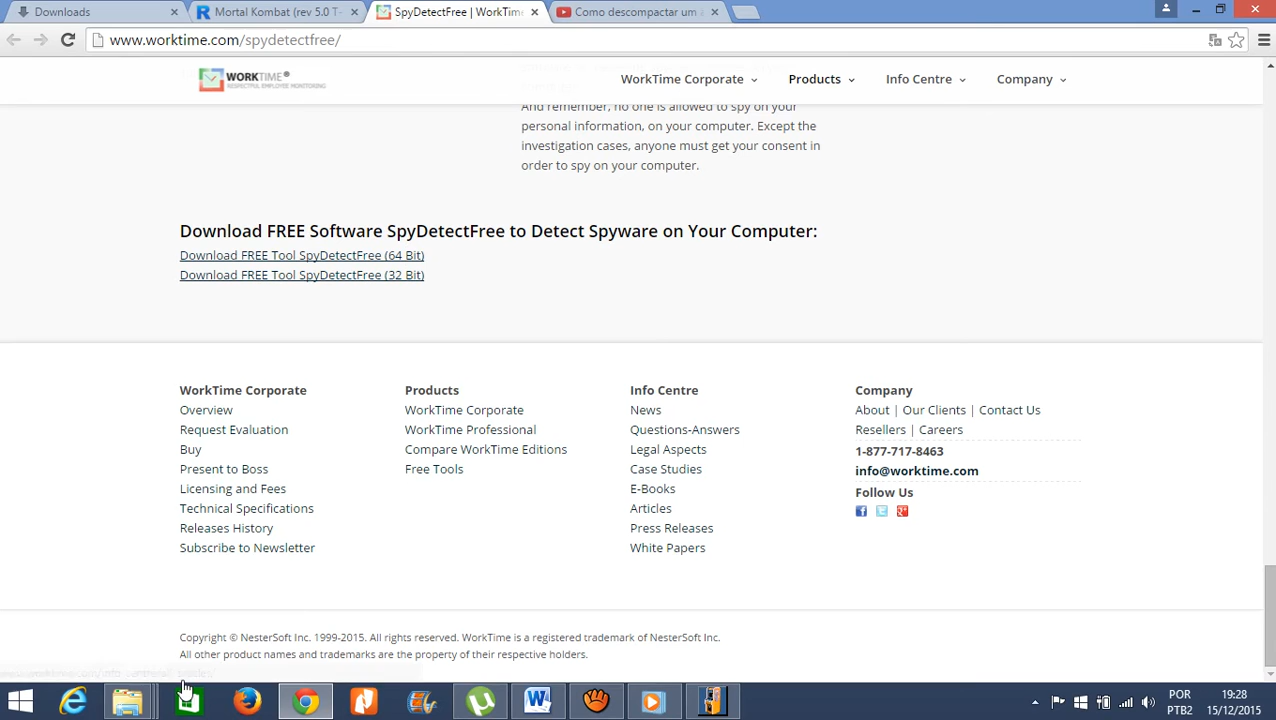 Downloads
Mortal Kombat (rev 5.0 T-
SpyDetectFree | WorkTim
Como descompactar um
www.worktime.com/spydetectfree/
WORKTIME®
RESPECTFUL EMPLOYEE MONITORING
WorkTime Corporate
Products
Info Centre
Company
And remember, no one is allowed to spy on your
personal information, on your computer. Except the
investigation cases, anyone must get your consent in
order to spy on your computer.
Download FREE Software SpyDetectFree to Detect Spyware on Your Computer:
Download FREE Tool SpyDetectFree (64 Bit)
Download FREE Tool SpyDetectFree (32 Bit)
WorkTime Corporate
Overview
Request Evaluation
Buy
Present to Boss
Licensing and Fees
Technical Specifications
Releases History
Subscribe to Newsletter
Products
WorkTime Corporate
WorkTime Professional
Compare WorkTime Editions
Free Tools
Info Centre
News
Questions-Answers
Legal Aspects
Case Studies
E-Books
Articles
Press Releases
White Papers
Company
About | Our Clients | Contact Us
Resellers | Careers
1-877-717-8463
info@worktime.com
Follow Us
Copyright © NesterSoft Inc. 1999-2015. All rights reserved. WorkTime is a registered trademark of NesterSoft Inc.
All other product names and trademarks are the property of their respective holders.
POR
PTB2
19:28
15/12/2015